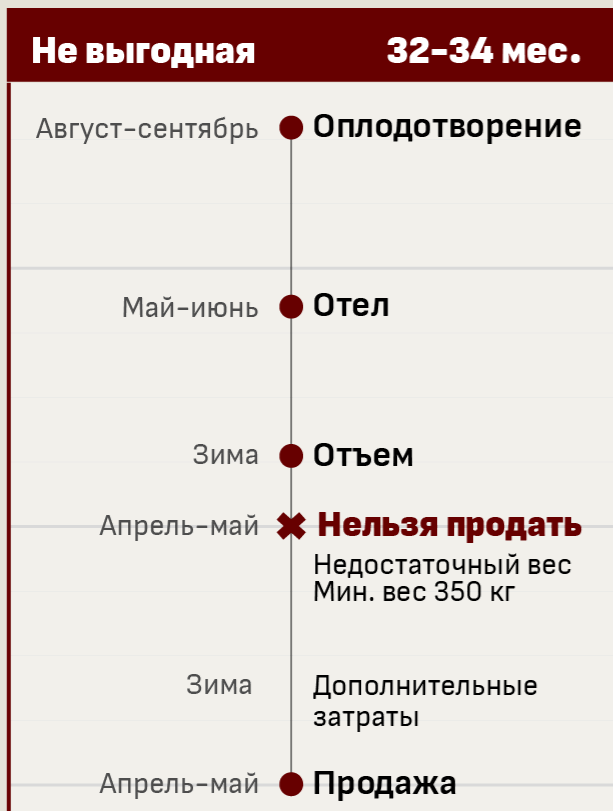 Не выгодная 32-34 мес.
Август-сентябрь Оплодотворение
Май-июнь Отел
Зима Отъем
Апрель-май Нельзя продать
Недостаточный вес
Мин. вес 350 кг
Зима Дополнительные
затраты
Апрель-май Продажа